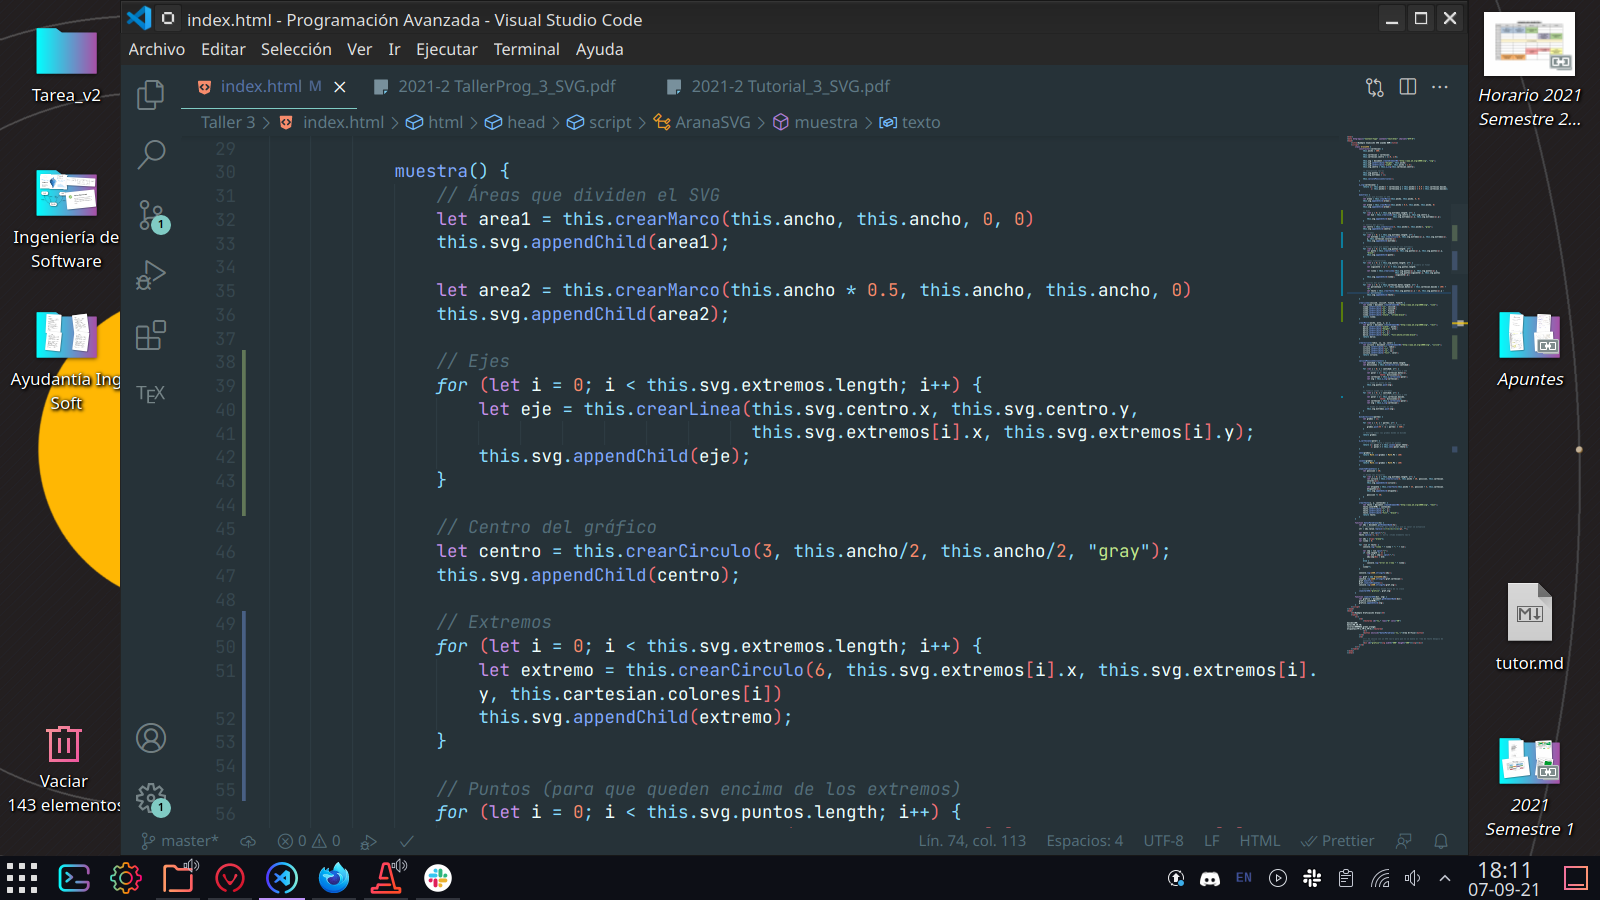 index.html - Programación Avanzada - Visual Studio Code
Archivo Editar Selección Ver Ir Ejecutar Terminal Ayuda
index.html M 2021-2 TallerProg_3_SVG.pdf 2021-2 Tutorial_3_SVG.pdf
Taller 3 > index.html > html > head > script > AranaSVG > muestra > texto
29
30 muestra() {
31 // Áreas que dividen el SVG
32 let area1 = this.crearMarco(this.ancho, this.ancho, 0, 0)
33 this.svg.appendChild(area1);
34
35 let area2 = this.crearMarco(this.ancho * 0.5, this.ancho, this.ancho, 0)
36 this.svg.appendChild(area2);
37
38 // Ejes
39 for (let i = 0; i < this.svg.extremos.length; i++) {
40 let eje = this.crearLinea(this.svg.centro.x, this.svg.centro.y,
41 this.svg.extremos[i].x, this.svg.extremos[i].y);
42 this.svg.appendChild(eje);
43 }
44
45 // Centro del gráfico
46 let centro = this.crearCirculo(3, this.ancho/2, this.ancho/2, "gray");
47 this.svg.appendChild(centro);
48
49 // Extremos
50 for (let i = 0; i < this.svg.extremos.length; i++) {
51 let extremo = this.crearCirculo(6, this.svg.extremos[i].x, this.svg.extremos[i].
y, this.cartesian.colores[i])
52 this.svg.appendChild(extremo);
53 }
54
55 // Puntos (para que queden encima de los extremos)
56 for (let i = 0; i < this.svg.puntos.length; i++) {
master* 0 0 Lín. 74, col. 113 Espacios: 4 UTF-8 LF HTML Prettier
TEX
1
1
Tarea_v2
Ingeniería de
Software
Ayudantía Ing
Soft
Vaciar
143 elementos
Horario 2021
Semestre 2...
Apuntes
M
tutor.md
2021
Semestre 1
EN
18:11
07-09-21